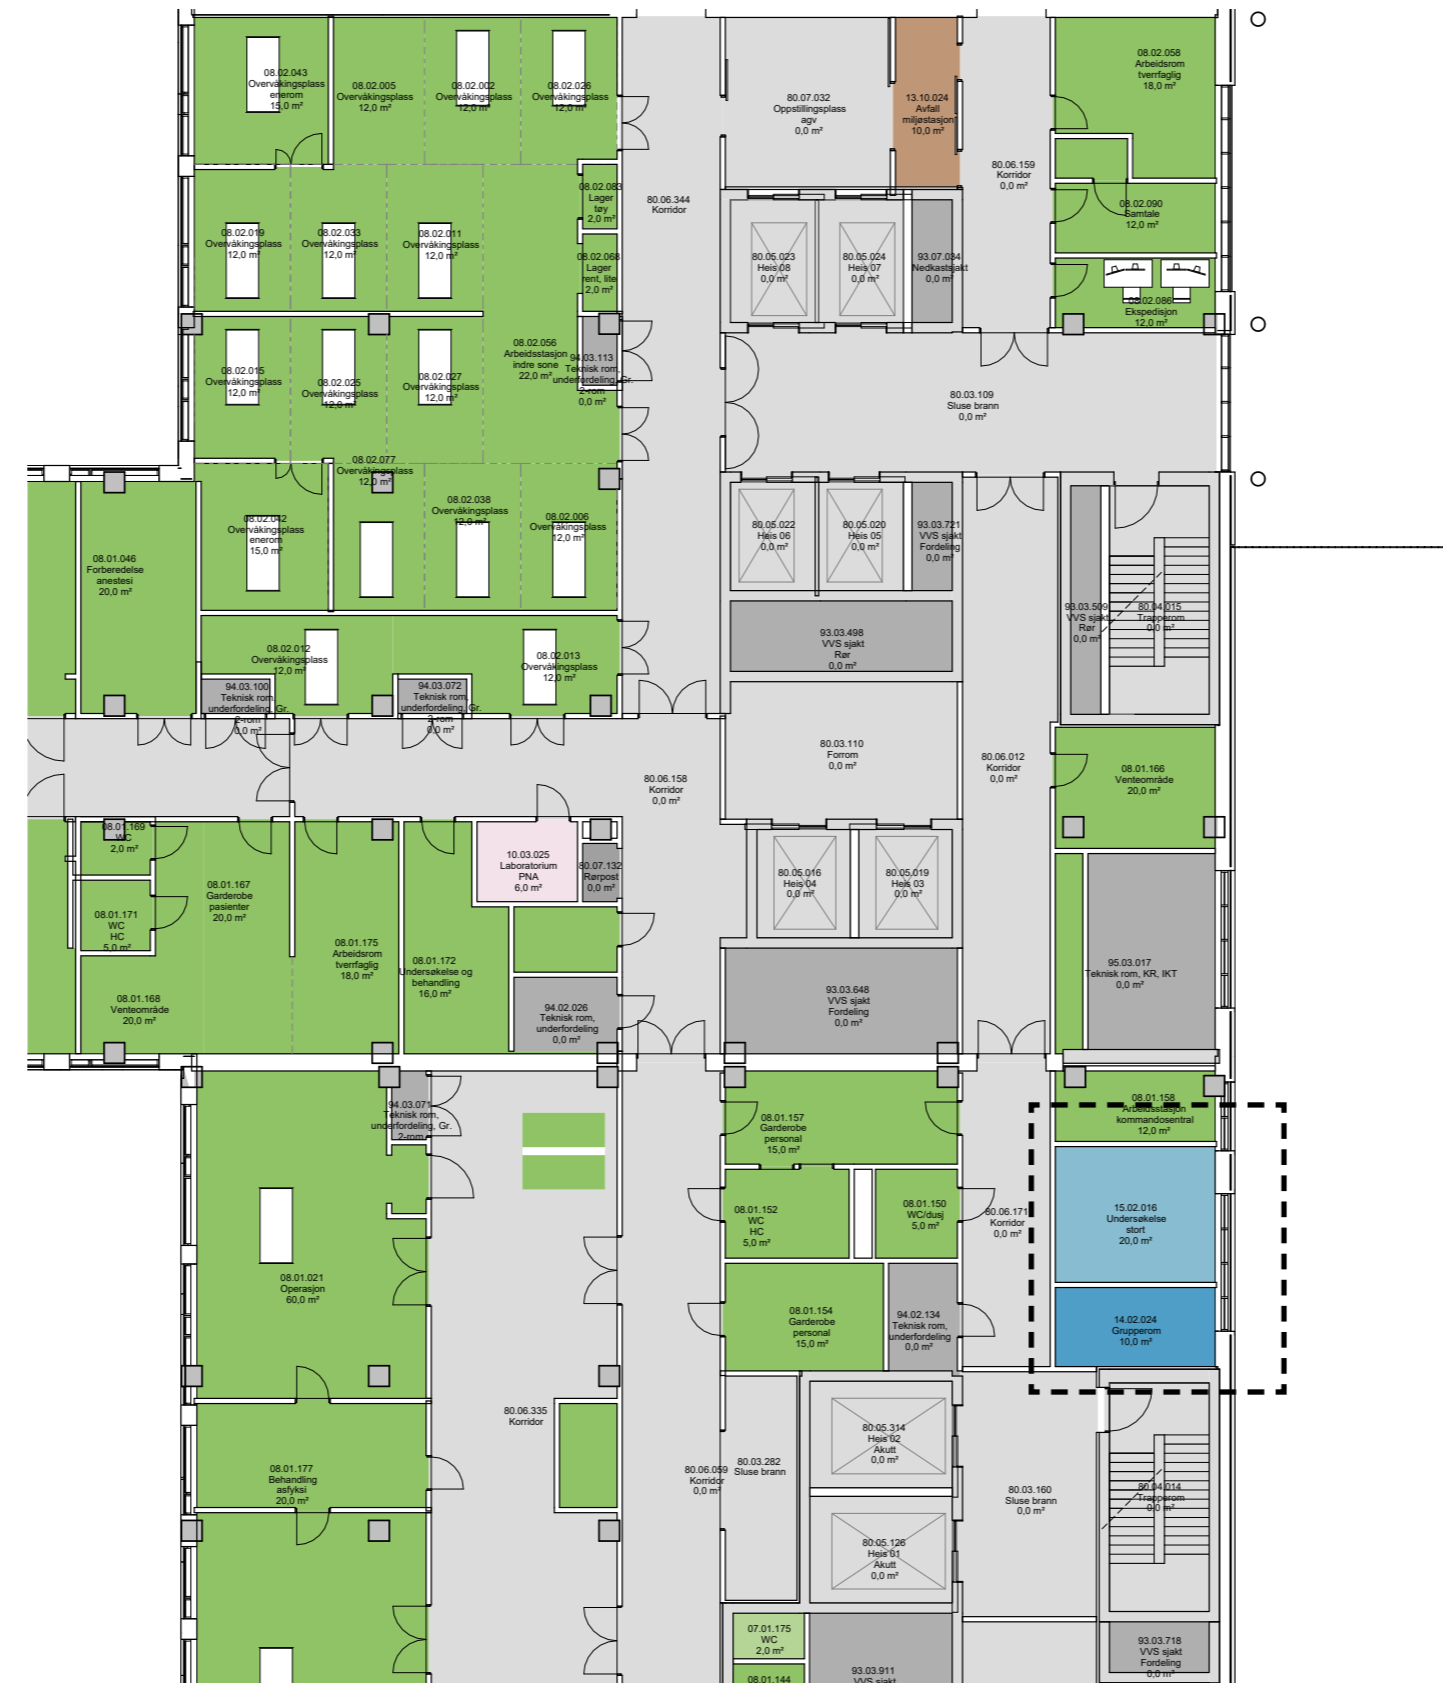 08.02.043
Overvåkingsplass
enerom
15,0 m²
08.02.005
Overvåkingsplass
12,0 m²
08.02.002
Overvåkingsplass
12,0 m²
08.02.026
Overvåkingsplass
12,0 m²
80.07.032
Oppstillingsplass
agv
0,0 m²
13.10.024
Avfall
miljøstasjon
10,0 m²
08.02.058
Arbeidsrom
tverrfaglig
18,0 m²
80.06.159
Korridor
0,0 m²
80.06.344
Korridor
08.02.083
Lager
tøy
2,0 m²
08.02.090
Samtale
12,0 m²
08.02.019
Overvåkingsplass
12,0 m²
08.02.033
Overvåkingsplass
12,0 m²
08.02.011
Overvåkingsplass
12,0 m²
08.02.068
Lager
rent, lite
2,0 m²
80.05.023
Heis 08
0,0 m²
80.05.024
Heis 07
0,0 m²
93.07.034
Nedkastsjakt
0,0 m²
08.02.086
Ekspedisjon
12,0 m²
08.02.015
Overvåkingsplass
12,0 m²
08.02.025
Overvåkingsplass
12,0 m²
08.02.027
Overvåkingsplass
12,0 m²
08.02.056
Arbeidsstasjon
indre sone
22,0 m²
94.03.113
Teknisk rom,
underfordeling, Gr.
2-rom
0,0 m²
80.03.109
Sluse brann
0,0 m²
08.02.077
Overvåkingsplass
12,0 m²
08.02.042
Overvåkingsplass
enerom
15,0 m²
08.02.038
Overvåkingsplass
12,0 m²
08.02.006
Overvåkingsplass
12,0 m²
80.05.022
Heis 06
0,0 m²
80.05.020
Heis 05
0,0 m²
93.03.721
VVS sjakt
Fordeling
0,0 m²
08.01.046
Forberedelse
anestesi
20,0 m²
93.03.509
VVS sjakt
Rør
0,0 m²
80.04.015
Trapperom
0,0 m²
08.02.012
Overvåkingsplass
12,0 m²
08.02.013
Overvåkingsplass
12,0 m²
93.03.498
VVS sjakt
Rør
0,0 m²
94.03.100
Teknisk rom,
underfordeling, Gr.
2-rom
0,0 m²
94.03.072
Teknisk rom,
underfordeling, Gr.
2-rom
0,0 m²
80.03.110
Forrom
0,0 m²
80.06.012
Korridor
0,0 m²
08.01.166
Venteområde
20,0 m²
80.06.158
Korridor
0,0 m²
08.01.169
WC
2,0 m²
08.01.167
Garderobe
pasienter
20,0 m²
10.03.025
Laboratorium
PNA
6,0 m²
80.07.132
Rørpost
0,0 m²
80.05.016
Heis 04
0,0 m²
80.05.019
Heis 03
0,0 m²
08.01.171
WC
HC
5,0 m²
08.01.175
Arbeidsrom
tverrfaglig
18,0 m²
08.01.172
Undersøkelse og
behandling
16,0 m²
95.03.017
Teknisk rom, KR, IKT
0,0 m²
08.01.168
Venteområde
20,0 m²
94.02.026
Teknisk rom,
underfordeling
0,0 m²
93.03.648
VVS sjakt
Fordeling
0,0 m²
94.03.071
Teknisk rom,
underfordeling, Gr.
2-rom
08.01.157
Garderobe
personal
15,0 m²
08.01.158
Arbeidsstasjon
kommandosentral
12,0 m²
08.01.152
WC
HC
5,0 m²
08.01.150
WC/dusj
5,0 m²
80.06.171
Korridor
0,0 m²
15.02.016
Undersøkelse
stort
20,0 m²
08.01.021
Operasjon
60,0 m²
08.01.154
Garderobe
personal
15,0 m²
94.02.134
Teknisk rom,
underfordeling
0,0 m²
14.02.024
Grupperom
10,0 m²
80.06.335
Korridor
80.05.314
Heis 02
Akutt
0,0 m²
80.06.059
Korridor
0,0 m²
80.03.282
Sluse brann
08.01.177
Behandling
asfyksi
20,0 m²
80.03.160
Sluse brann
0,0 m²
80.04.014
Trapperom
0,0 m²
80.05.126
Heis 01
Akutt
0,0 m²
07.01.175
WC
2,0 m²
93.03.718
VVS sjakt
Fordeling
0,0 m²
08.01.144
93.03.911
VVS sjakt